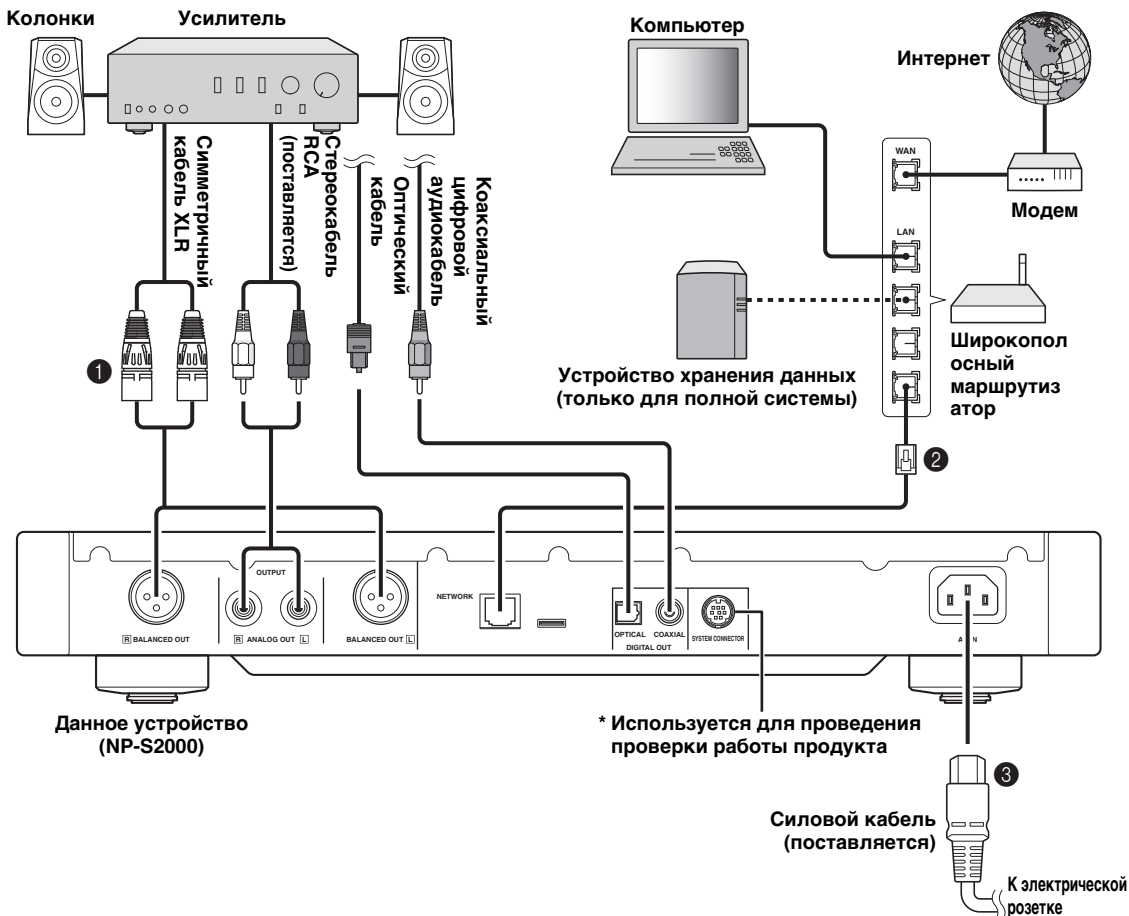 Колонки
Усилитель
Компьютер
Интернет
WAN
LAN
Модем
Симметричный
кабель XLR
Стереокабель
RCA
(поставляется)
Оптический
кабель
Коаксиальный
цифровой
аудиокабель
Устройство хранения данных
(только для полной системы)
Широкопол
осный
маршрутиз
атор
1
2
OUTPUT
R BALANCED OUT
R ANALOG OUT L
BALANCED OUT L
NETWORK
OPTICAL
COAXIAL
DIGITAL OUT
SYSTEM CONNECTOR
Данное устройство
(NP-S2000)
* Используется для проведения
проверки работы продукта
3
Силовой кабель
(поставляется)
К электрической
розетке